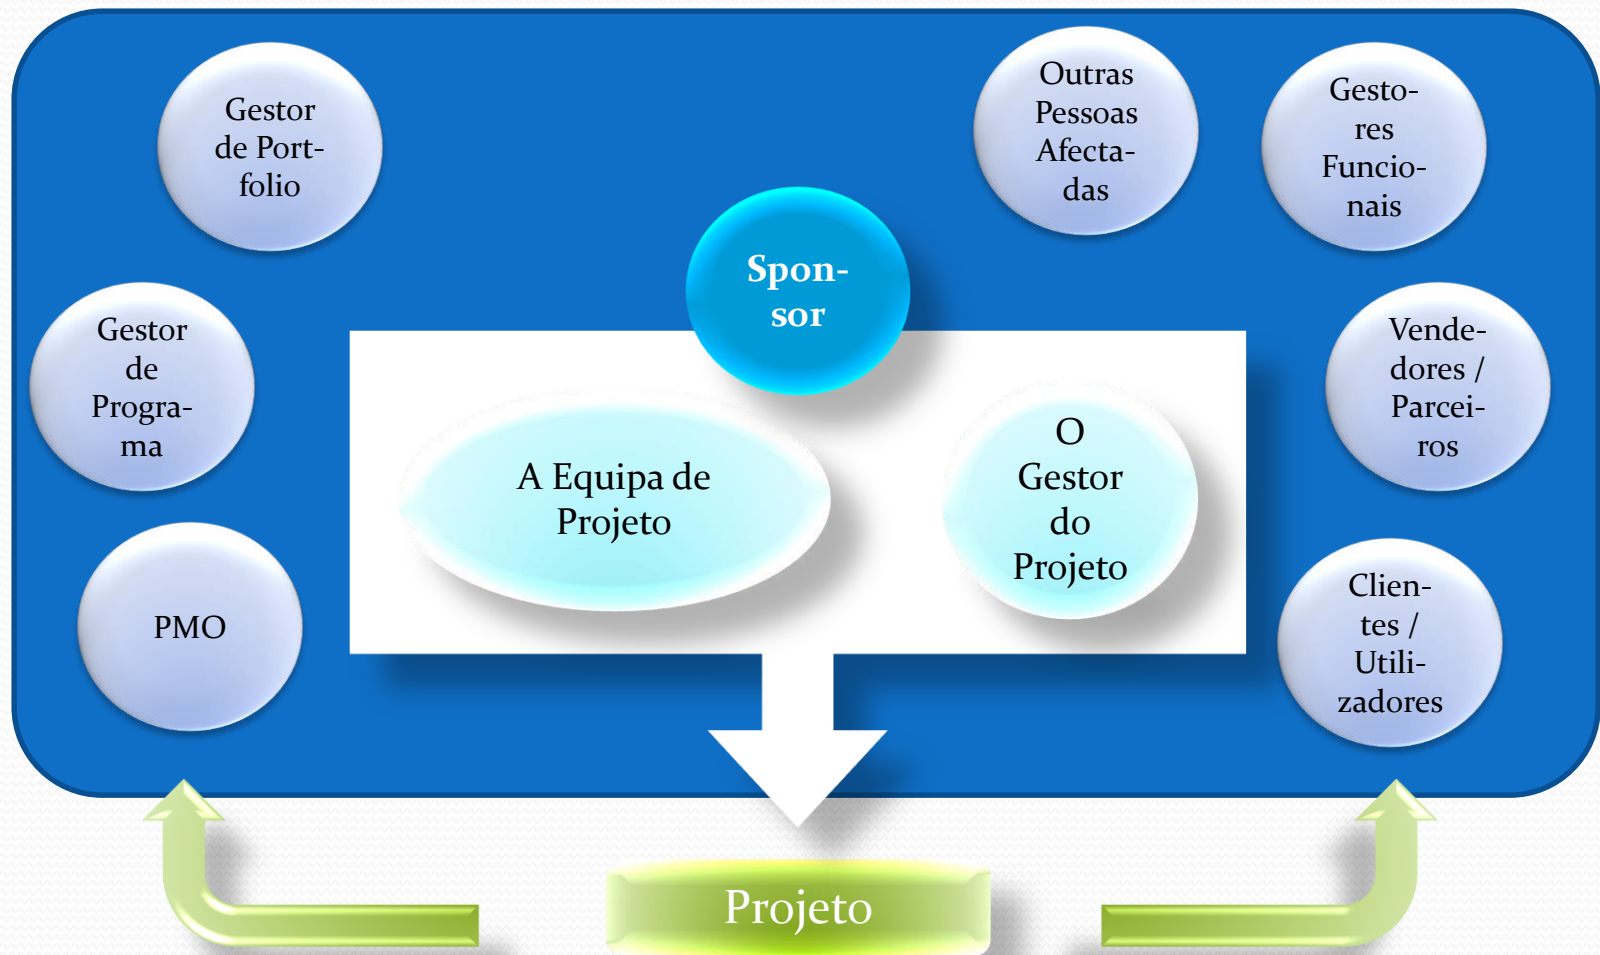 Gestor
de Port-
folio
Outras
Pessoas
Afecta-
das
Gesto-
res
Funcio-
nais
Spon-
sor
Gestor
de
Progra-
ma
Vende-
dores /
Parcei-
ros
A Equipa de
Projeto
O
Gestor
do
Projeto
PMO
Clien-
tes /
Utili-
zadores
Projeto